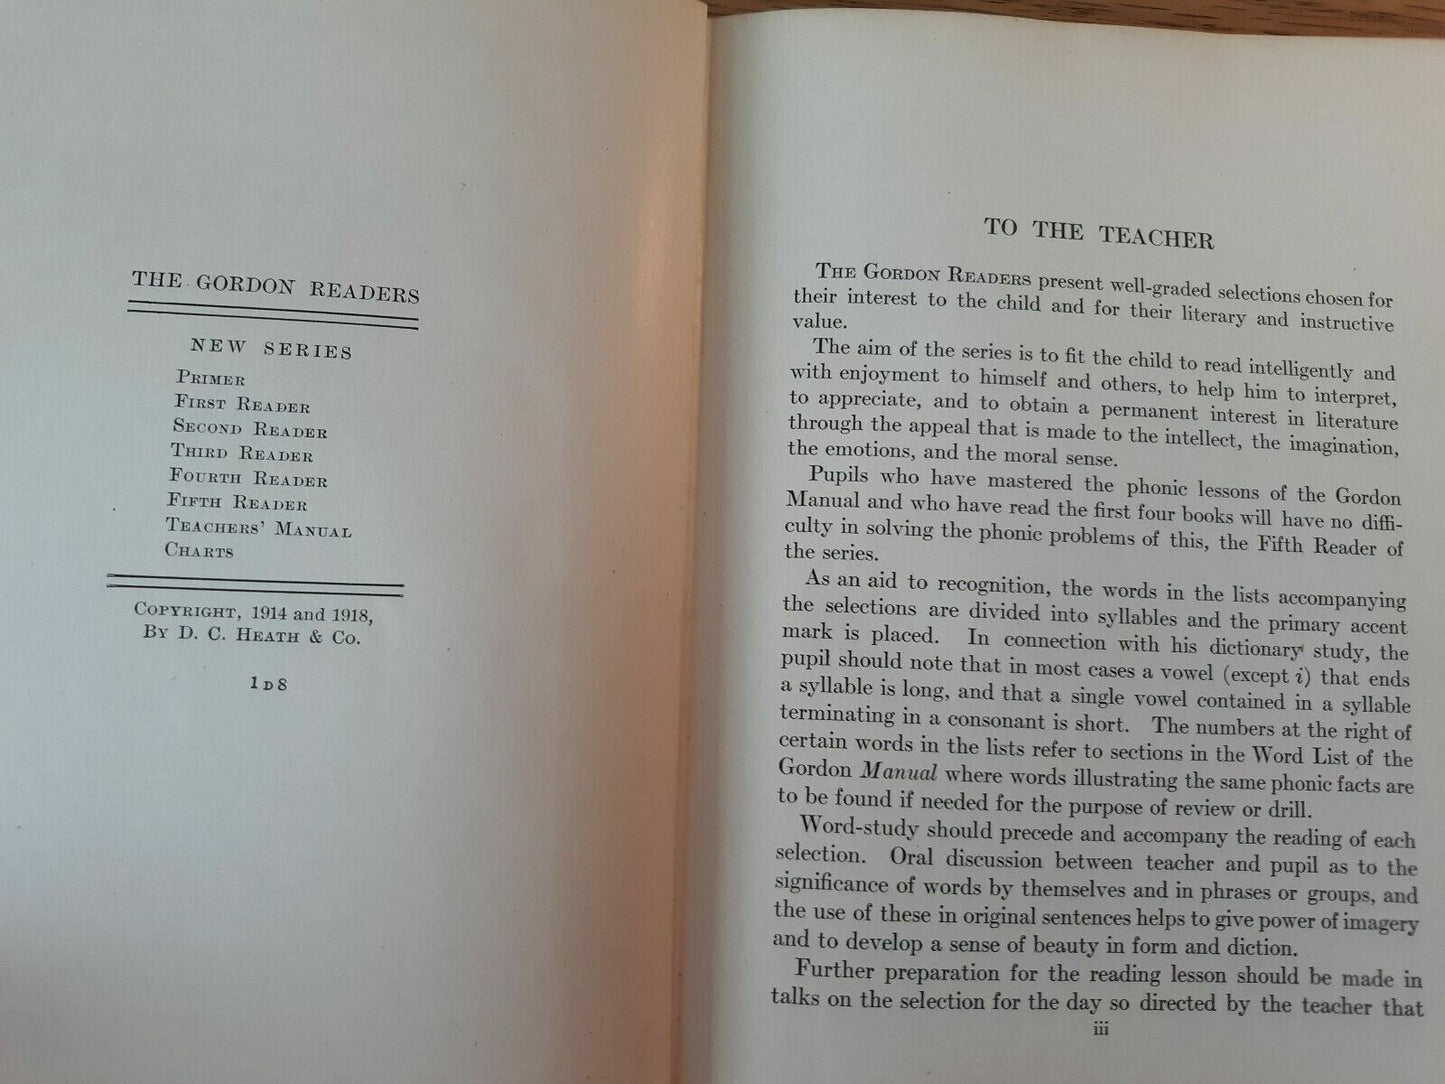 THE GORDON READERS
NEW SERIES
PRIMER
FIRST READER
SECOND READER
THIRD READER
FOURTH READER
FIFTH READER
TEACHERS' MANUAL
CHARTS
COPYRIGHT, 1914 and 1918,
BY D. C. HEATH & CO.
1 D 8
TO THE TEACHER
THE GORDON READERS present well-graded selections chosen for
their interest to the child and for their literary and instructive
value.
The aim of the series is to fit the child to read intelligently and
with enjoyment to himself and others, to help him to interpret,
to appreciate, and to obtain a permanent interest in literature
through the appeal that is made to the intellect, the imagination,
the emotions, and the moral sense.
Pupils who have mastered the phonic lessons of the Gordon
Manual and who have read the first four books will have no diffi-
culty in solving the phonic problems of this, the Fifth Reader of
the series.
As an aid to recognition, the words in the lists accompanying
the selections are divided into syllables and the primary accent
mark is placed. In connection with his dictionary study, the
pupil should note that in most cases a vowel (except i) that ends
a syllable is long, and that a single vowel contained in a syllable
terminating in a consonant is short. The numbers at the right of
certain words in the lists refer to sections in the Word List of the
Gordon Manual where words illustrating the same phonic facts are
to be found if needed for the purpose of review or drill.
Word-study should precede and accompany the reading of each
selection. Oral discussion between teacher and pupil as to the
significance of words by themselves and in phrases or groups, and
the use of these in original sentences helps to give power of imagery
and to develop a sense of beauty in form and diction.
Further preparation for the reading lesson should be made in
talks on the selection for the day so directed by the teacher that
iii